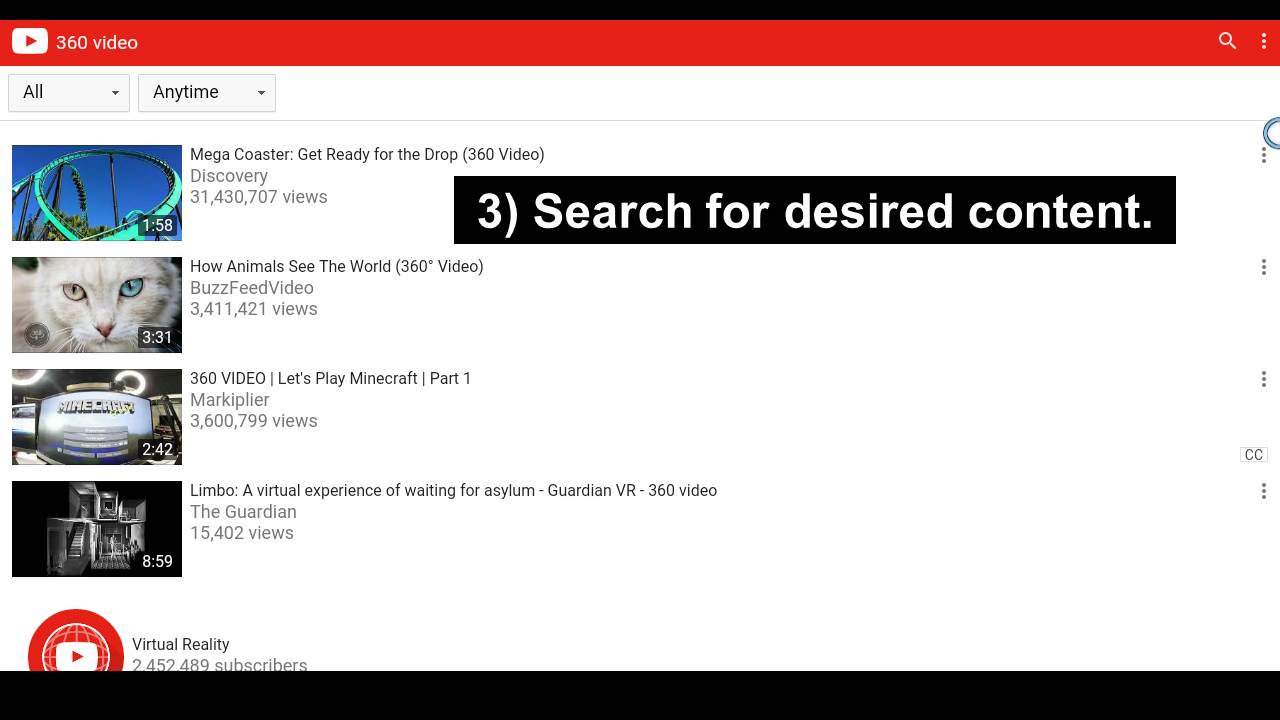 360 video
All
Anytime
Mega Coaster: Get Ready for the Drop (360 Video)
Discovery
31,430,707 views
1:58
3) Search for desired content.
How Animals See The World (360° Video)
BuzzFeedVideo
3,411,421 views
3:31
360 VIDEO | Let's Play Minecraft | Part 1
Markiplier
3,600,799 views
MINECRAFT
2:42
CC
Limbo: A virtual experience of waiting for asylum - Guardian VR - 360 video
The Guardian
15,402 views
8:59
Virtual Reality
2,452,489 subscribers